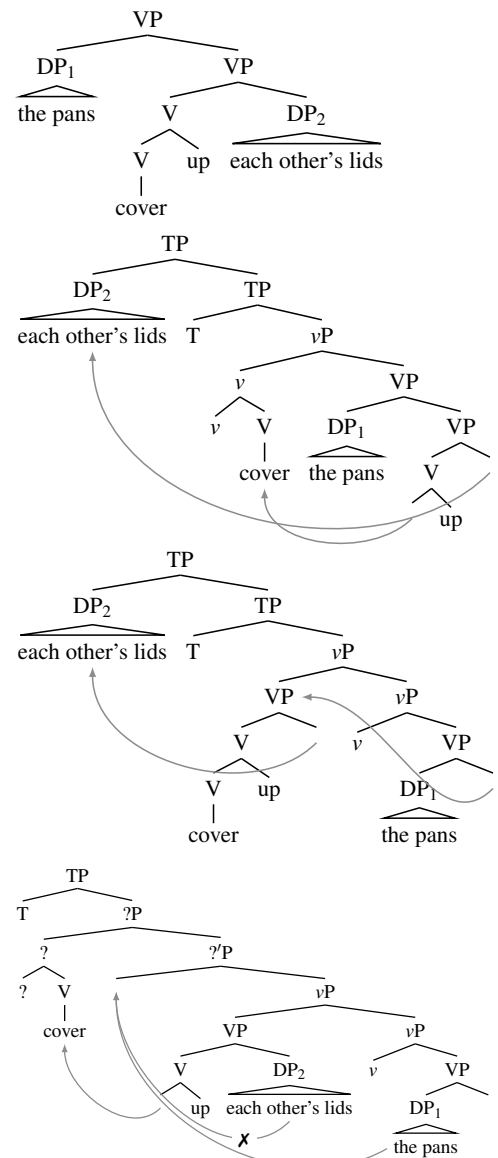 VP
DP₁ VP
the pans V DP₂
V up each other's lids
cover
TP
DP₂ TP
each other's lids T vP
v VP
v V DP₁ VP
cover the pans V
up
TP
DP₂ TP
each other's lids T vP
VP vP
V v VP
V up DP₁
cover the pans
TP
T ?P
? ?′P
? V vP
cover VP vP
V DP₂ v VP
up each other's lids DP₁
✗ the pans